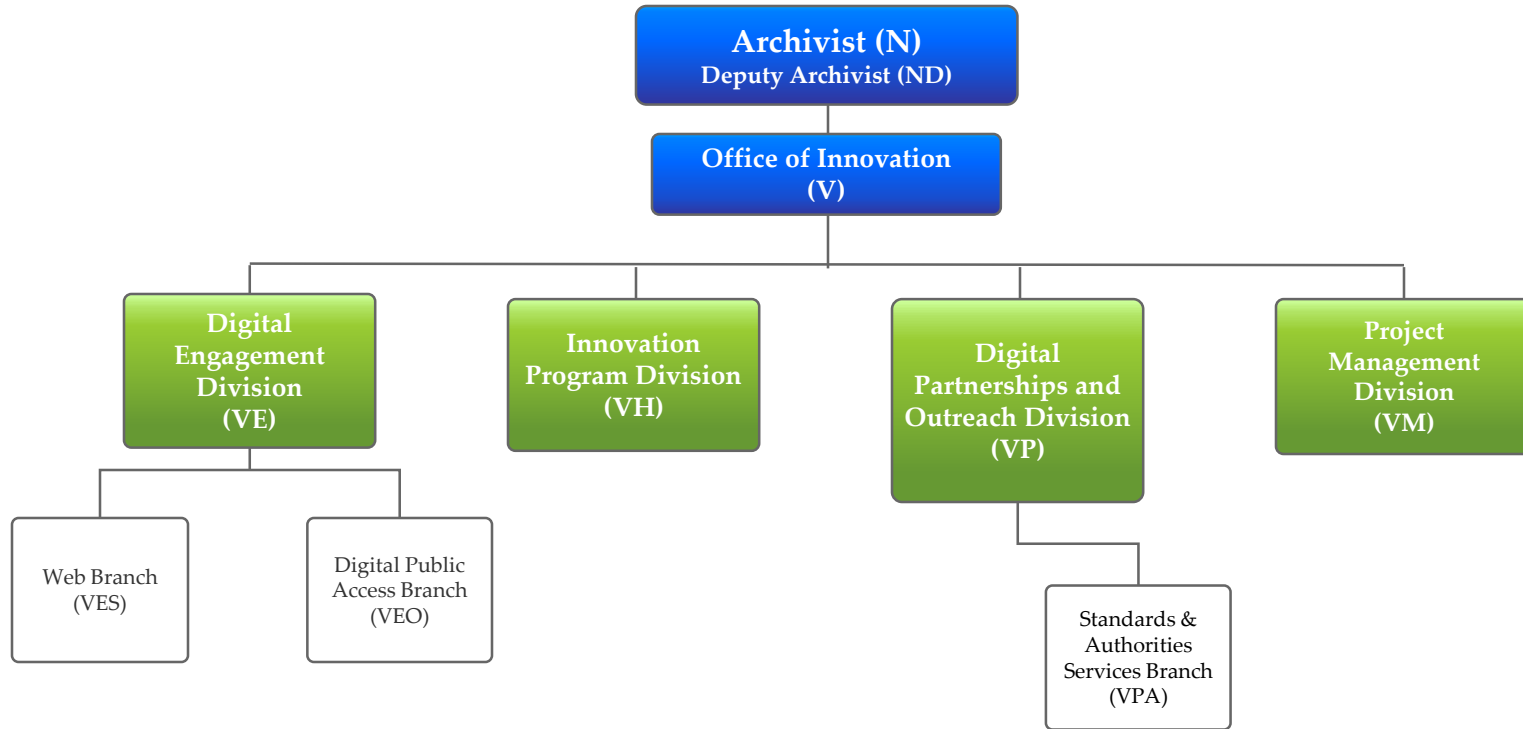 Archivist (N)
Deputy Archivist (ND)
Office of Innovation
(V)
Digital
Engagement
Division
(VE)
Innovation
Program Division
(VH)
Digital
Partnerships and
Outreach Division
(VP)
Project
Management
Division
(VM)
Web Branch
(VES)
Digital Public
Access Branch
(VEO)
Standards &
Authorities
Services Branch
(VPA)